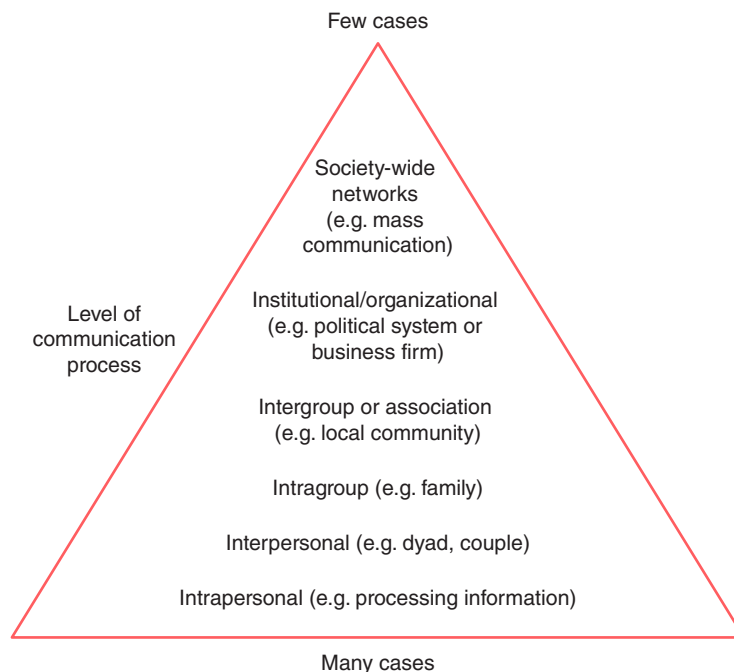 Few cases
Society-wide
networks
(e.g. mass
communication)
Level of
communication
process
Institutional/organizational
(e.g. political system or
business firm)
Intergroup or association
(e.g. local community)
Intragroup (e.g. family)
Interpersonal (e.g. dyad, couple)
Intrapersonal (e.g. processing information)
Many cases